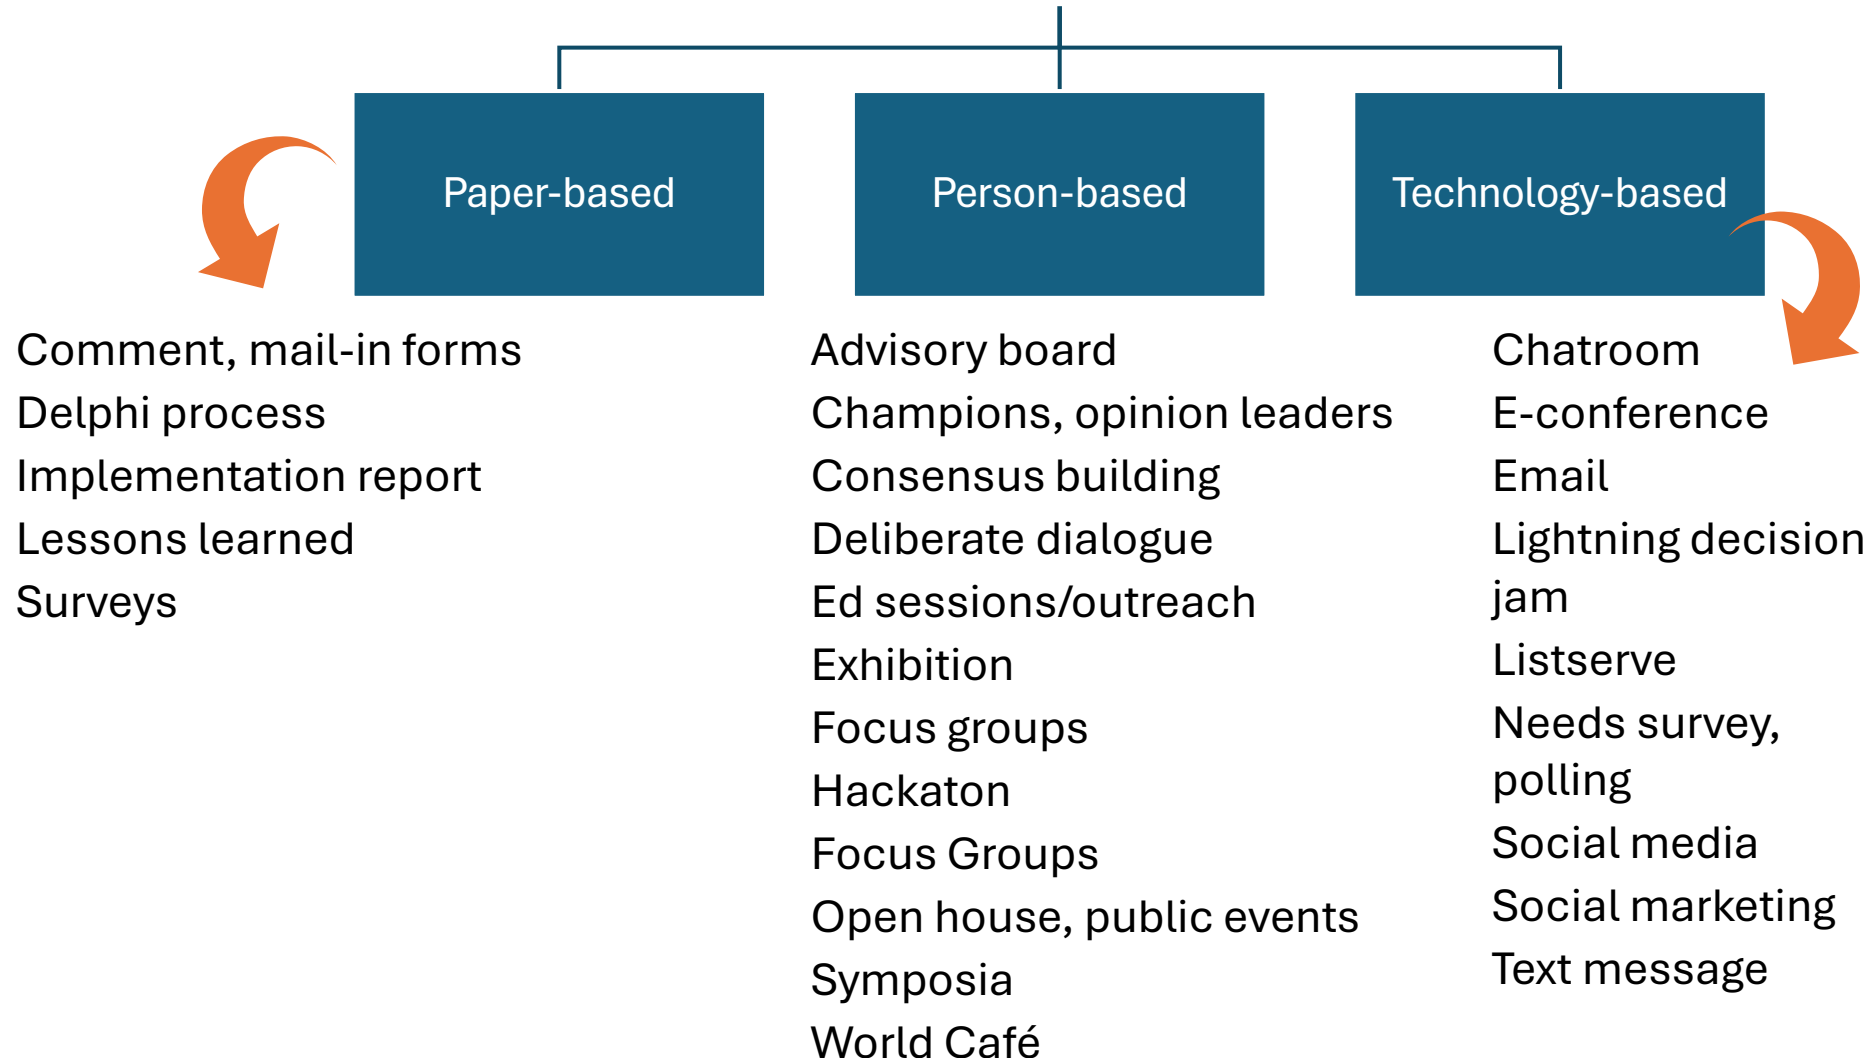 Paper-based
Person-based
Technology-based
Comment, mail-in forms
Delphi process
Implementation report
Lessons learned
Surveys
Advisory board
Champions, opinion leaders
Consensus building
Deliberate dialogue
Ed sessions/outreach
Exhibition
Focus groups
Hackaton
Focus Groups
Open house, public events
Symposia
World Café
Chatroom
E-conference
Email
Lightning decision
jam
Listserve
Needs survey,
polling
Social media
Social marketing
Text message